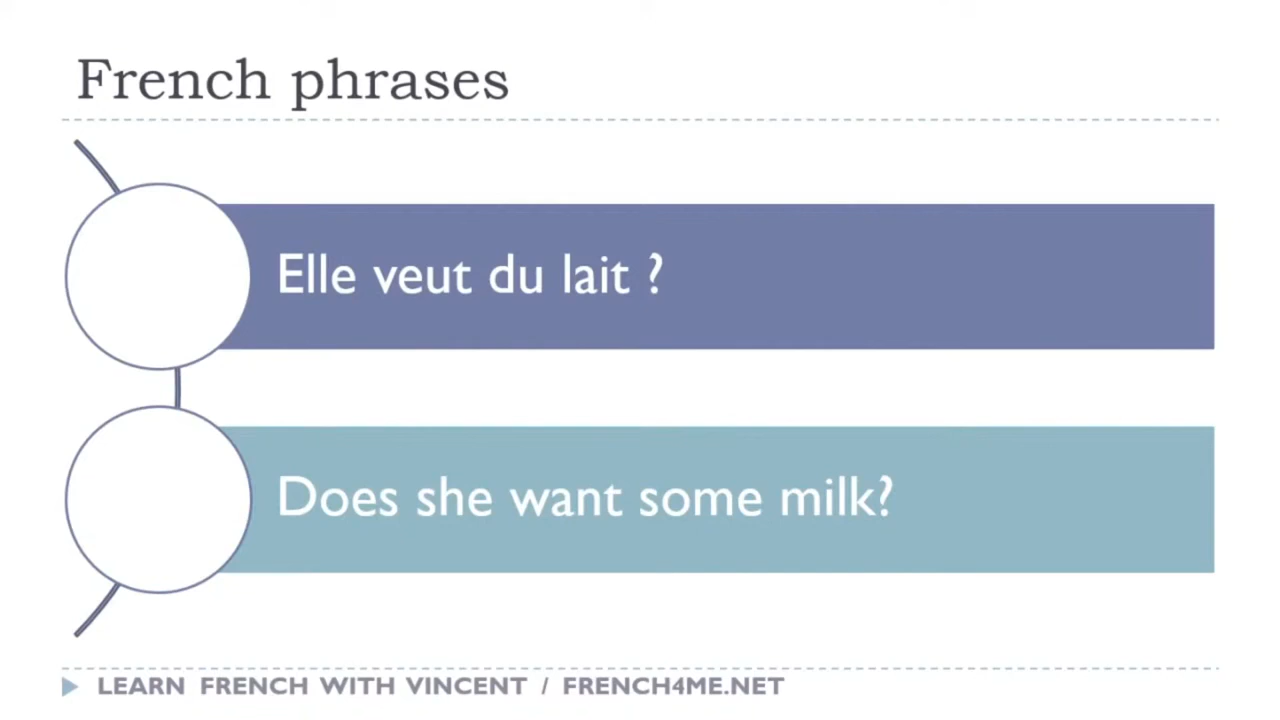 French phrases
Elle veut du lait ?
Does she want some milk?
LEARN FRENCH WITH VINCENT / FRENCH4ME.NET